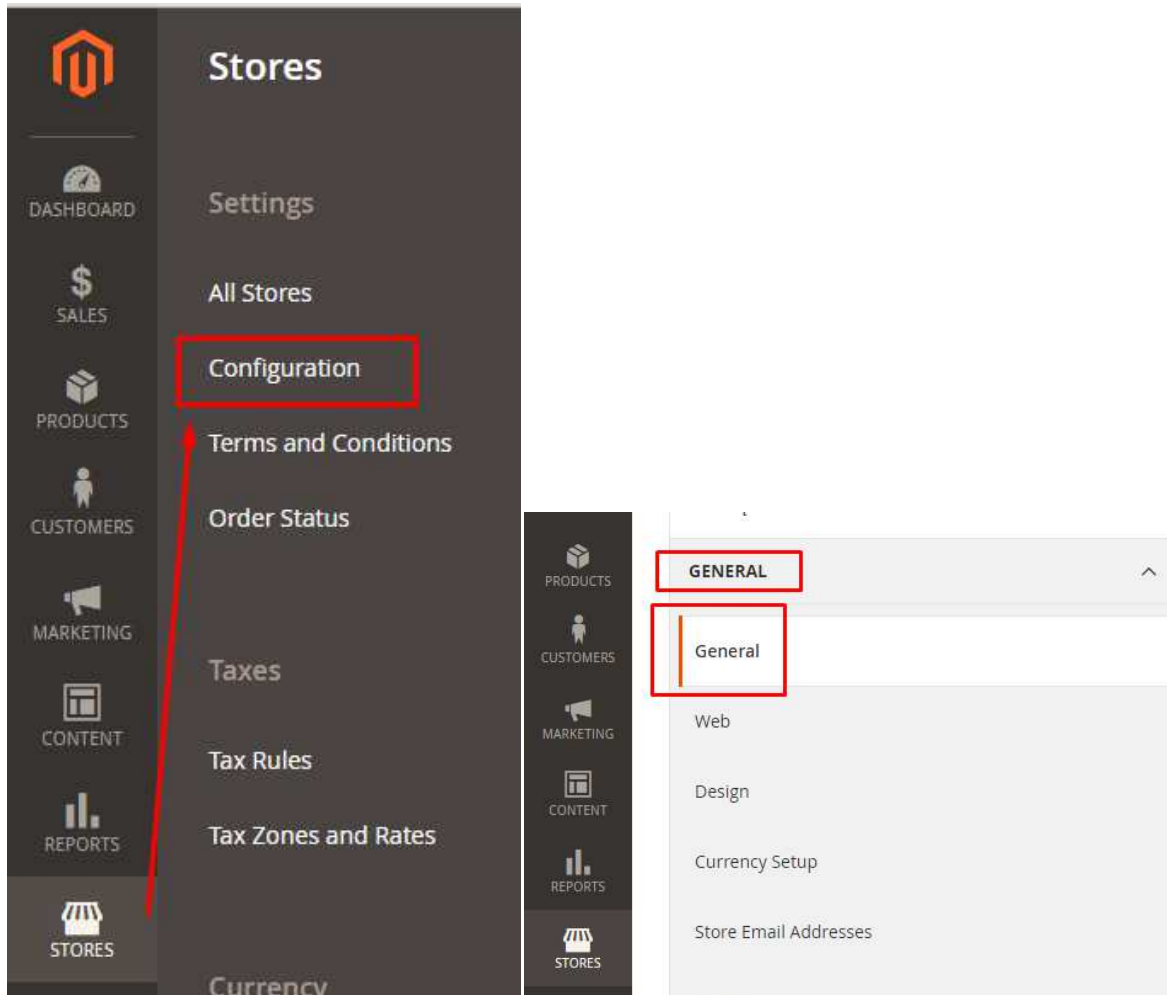 Stores
DASHBOARD
Settings
SALES
All Stores
Configuration
PRODUCTS
Terms and Conditions
CUSTOMERS
Order Status
MARKETING
Taxes
CONTENT
Tax Rules
REPORTS
Tax Zones and Rates
STORES
Currency
PRODUCTS
GENERAL
CUSTOMERS
General
MARKETING
Web
CONTENT
Design
REPORTS
Currency Setup
STORES
Store Email Addresses